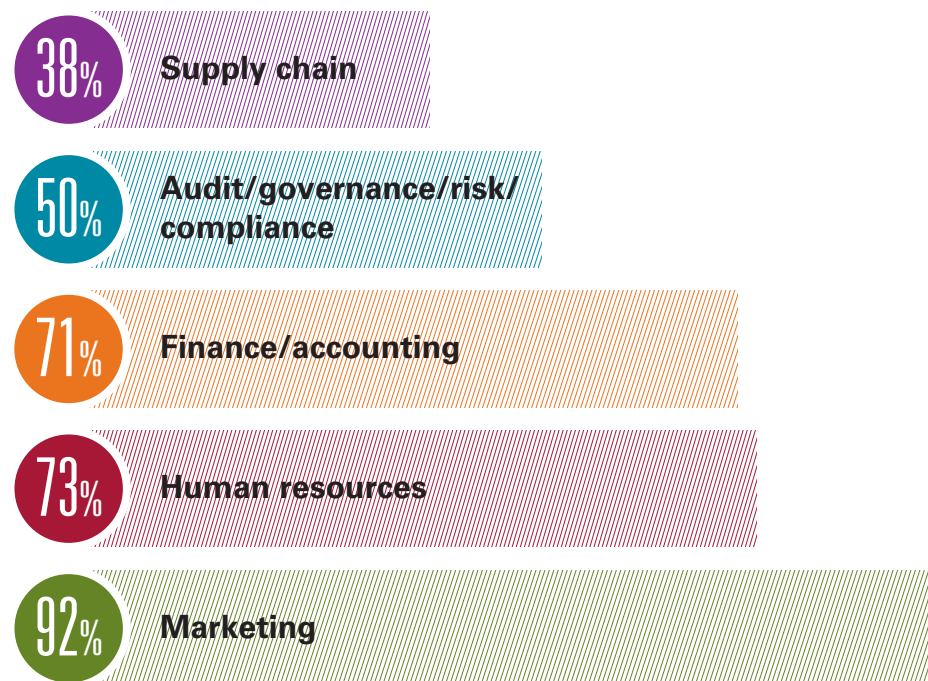 38% Supply chain
50% Audit/governance/risk/
compliance
71% Finance/accounting
73% Human resources
92% Marketing